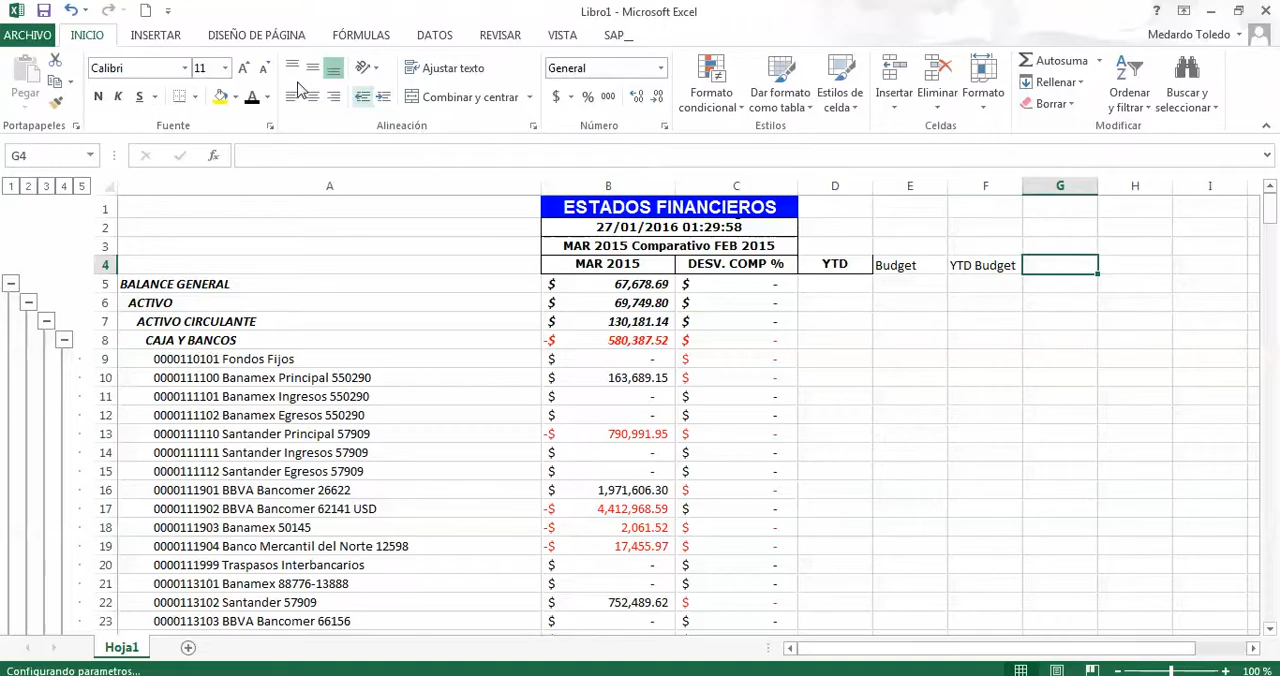 Libro1 - Microsoft Excel
ARCHIVO INICIO INSERTAR DISEÑO DE PÁGINA FÓRMULAS DATOS REVISAR VISTA SAP__ Medardo Toledo
Pegar
Calibri 11
N K S
A A
Ajustar texto
Combinar y centrar
General
$ % 000
Formato condicional
Dar formato como tabla
Estilos de celda
Insertar Eliminar Formato
Autosuma
Rellenar
Borrar
Ordenar y filtrar
Buscar y seleccionar
Portapapeles Fuente Alineación Número Estilos Celdas Modificar
G4 fx
1 2 3 4 5 A B C D E F G H I
1 ESTADOS FINANCIEROS
2 27/01/2016 01:29:58
3 MAR 2015 Comparativo FEB 2015
4 MAR 2015 DESV. COMP % YTD Budget YTD Budget
5 BALANCE GENERAL $ 67,678.69 $ -
6 ACTIVO $ 69,749.80 $ -
7 ACTIVO CIRCULANTE $ 130,181.14 $ -
8 CAJA Y BANCOS -$ 580,387.52 $ -
9 0000110101 Fondos Fijos $ - $ -
10 0000111100 Banamex Principal 550290 $ 163,689.15 $ -
11 0000111101 Banamex Ingresos 550290 $ - $ -
12 0000111102 Banamex Egresos 550290 $ - $ -
13 0000111110 Santander Principal 57909 -$ 790,991.95 $ -
14 0000111111 Santander Ingresos 57909 $ - $ -
15 0000111112 Santander Egresos 57909 $ - $ -
16 0000111901 BBVA Bancomer 26622 $ 1,971,606.30 $ -
17 0000111902 BBVA Bancomer 62141 USD -$ 4,412,968.59 $ -
18 0000111903 Banamex 50145 -$ 2,061.52 $ -
19 0000111904 Banco Mercantil del Norte 12598 -$ 17,455.97 $ -
20 0000111999 Traspasos Interbancarios $ - $ -
21 0000113101 Banamex 88776-13888 $ - $ -
22 0000113102 Santander 57909 $ 752,489.62 $ -
23 0000113103 BBVA Bancomer 66156 $ - $ -
Hoja1
Configurando parametros... 100 %